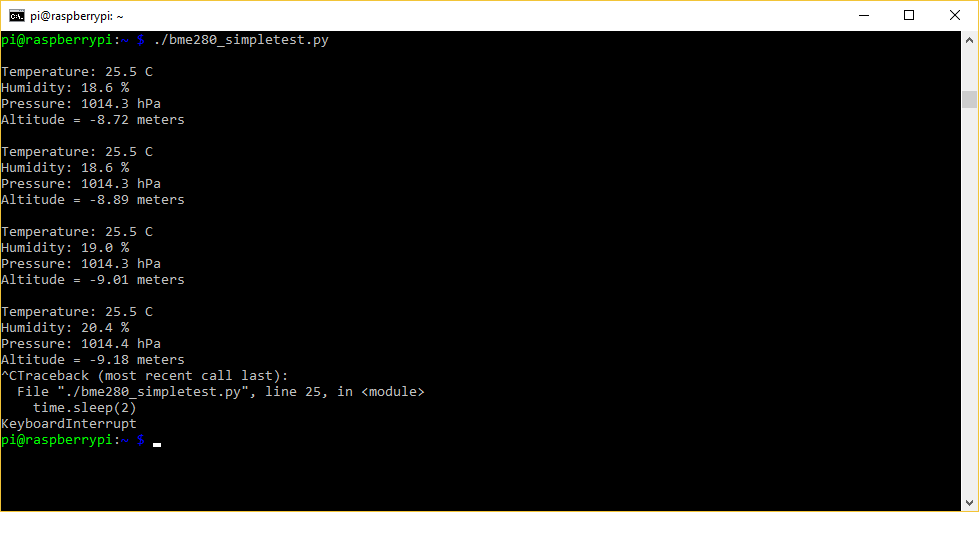 pi@raspberrypi: ~
pi@raspberrypi:~ $ ./bme280_simpletest.py
Temperature: 25.5 C
Humidity: 18.6 %
Pressure: 1014.3 hPa
Altitude = -8.72 meters
Temperature: 25.5 C
Humidity: 18.6 %
Pressure: 1014.3 hPa
Altitude = -8.89 meters
Temperature: 25.5 C
Humidity: 19.0 %
Pressure: 1014.3 hPa
Altitude = -9.01 meters
Temperature: 25.5 C
Humidity: 20.4 %
Pressure: 1014.4 hPa
Altitude = -9.18 meters
^CTraceback (most recent call last):
  File "./bme280_simpletest.py", line 25, in <module>
    time.sleep(2)
KeyboardInterrupt
pi@raspberrypi:~ $